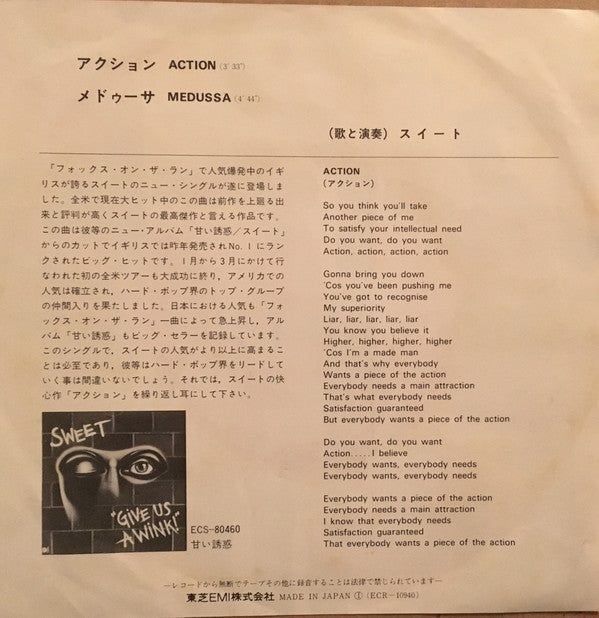 アクション ACTION (3' 33")
メドゥーサ MEDUSSA (4' 44")
(歌と演奏) スイート
「フォックス・オン・ザ・ラン」で人気爆発中のイギ
リスが誇るスイートのニュー・シングルが遂に登場しま
した。全米で現在大ヒット中のこの曲は前作を上廻る出
来と評判が高くスイートの最高傑作と言える作品です。
この曲は彼等のニュー・アルバム「甘い誘惑/スイート」
からのカットでイギリスでは昨年発売されNo.1にラン
クされたビッグ・ヒットです。1月から3月にかけて行
なわれた初の全米ツアーも大成功に終り、アメリカでの
人気は確立され、ハード・ポップ界のトップ・グループ
の仲間入りを果たしました。日本における人気も「フォ
ックス・オン・ザ・ラン」一曲によって急上昇し、アル
バム「甘い誘惑」もビッグ・セラーを記録しています。
このシングルで、スイートの人気がより以上に高まるこ
とは必至であり、彼等はハード・ポップ界をリードして
いく事は間違いないでしょう。それでは、スイートの快
心作「アクション」を繰り返し耳にして下さい。
SWEET
"GIVE US
A WINK!"
ECS-80460
甘い誘惑
ACTION
(アクション)
So you think you'll take
Another piece of me
To satisfy your intellectual need
Do you want, do you want
Action, action, action, action
Gonna bring you down
'Cos you've been pushing me
You've got to recognise
My superiority
Liar, liar, liar, liar, liar
You know you believe it
Higher, higher, higher, higher
'Cos I'm a made man
And that's why everybody
Wants a piece of the action
Everybody needs a main attraction
That's what everybody needs
Satisfaction guaranteed
But everybody wants a piece of the action
Do you want, do you want
Action.....I believe
Everybody wants, everybody needs
Everybody wants, everybody needs
Everybody wants a piece of the action
Everybody needs a main attraction
I know that everybody needs
Satisfaction guaranteed
That everybody wants a piece of the action
—レコードから無断でテープその他に録音することは法律で禁じられています—
東芝EMI株式会社 MADE IN JAPAN Ⓘ (ECR-10940)